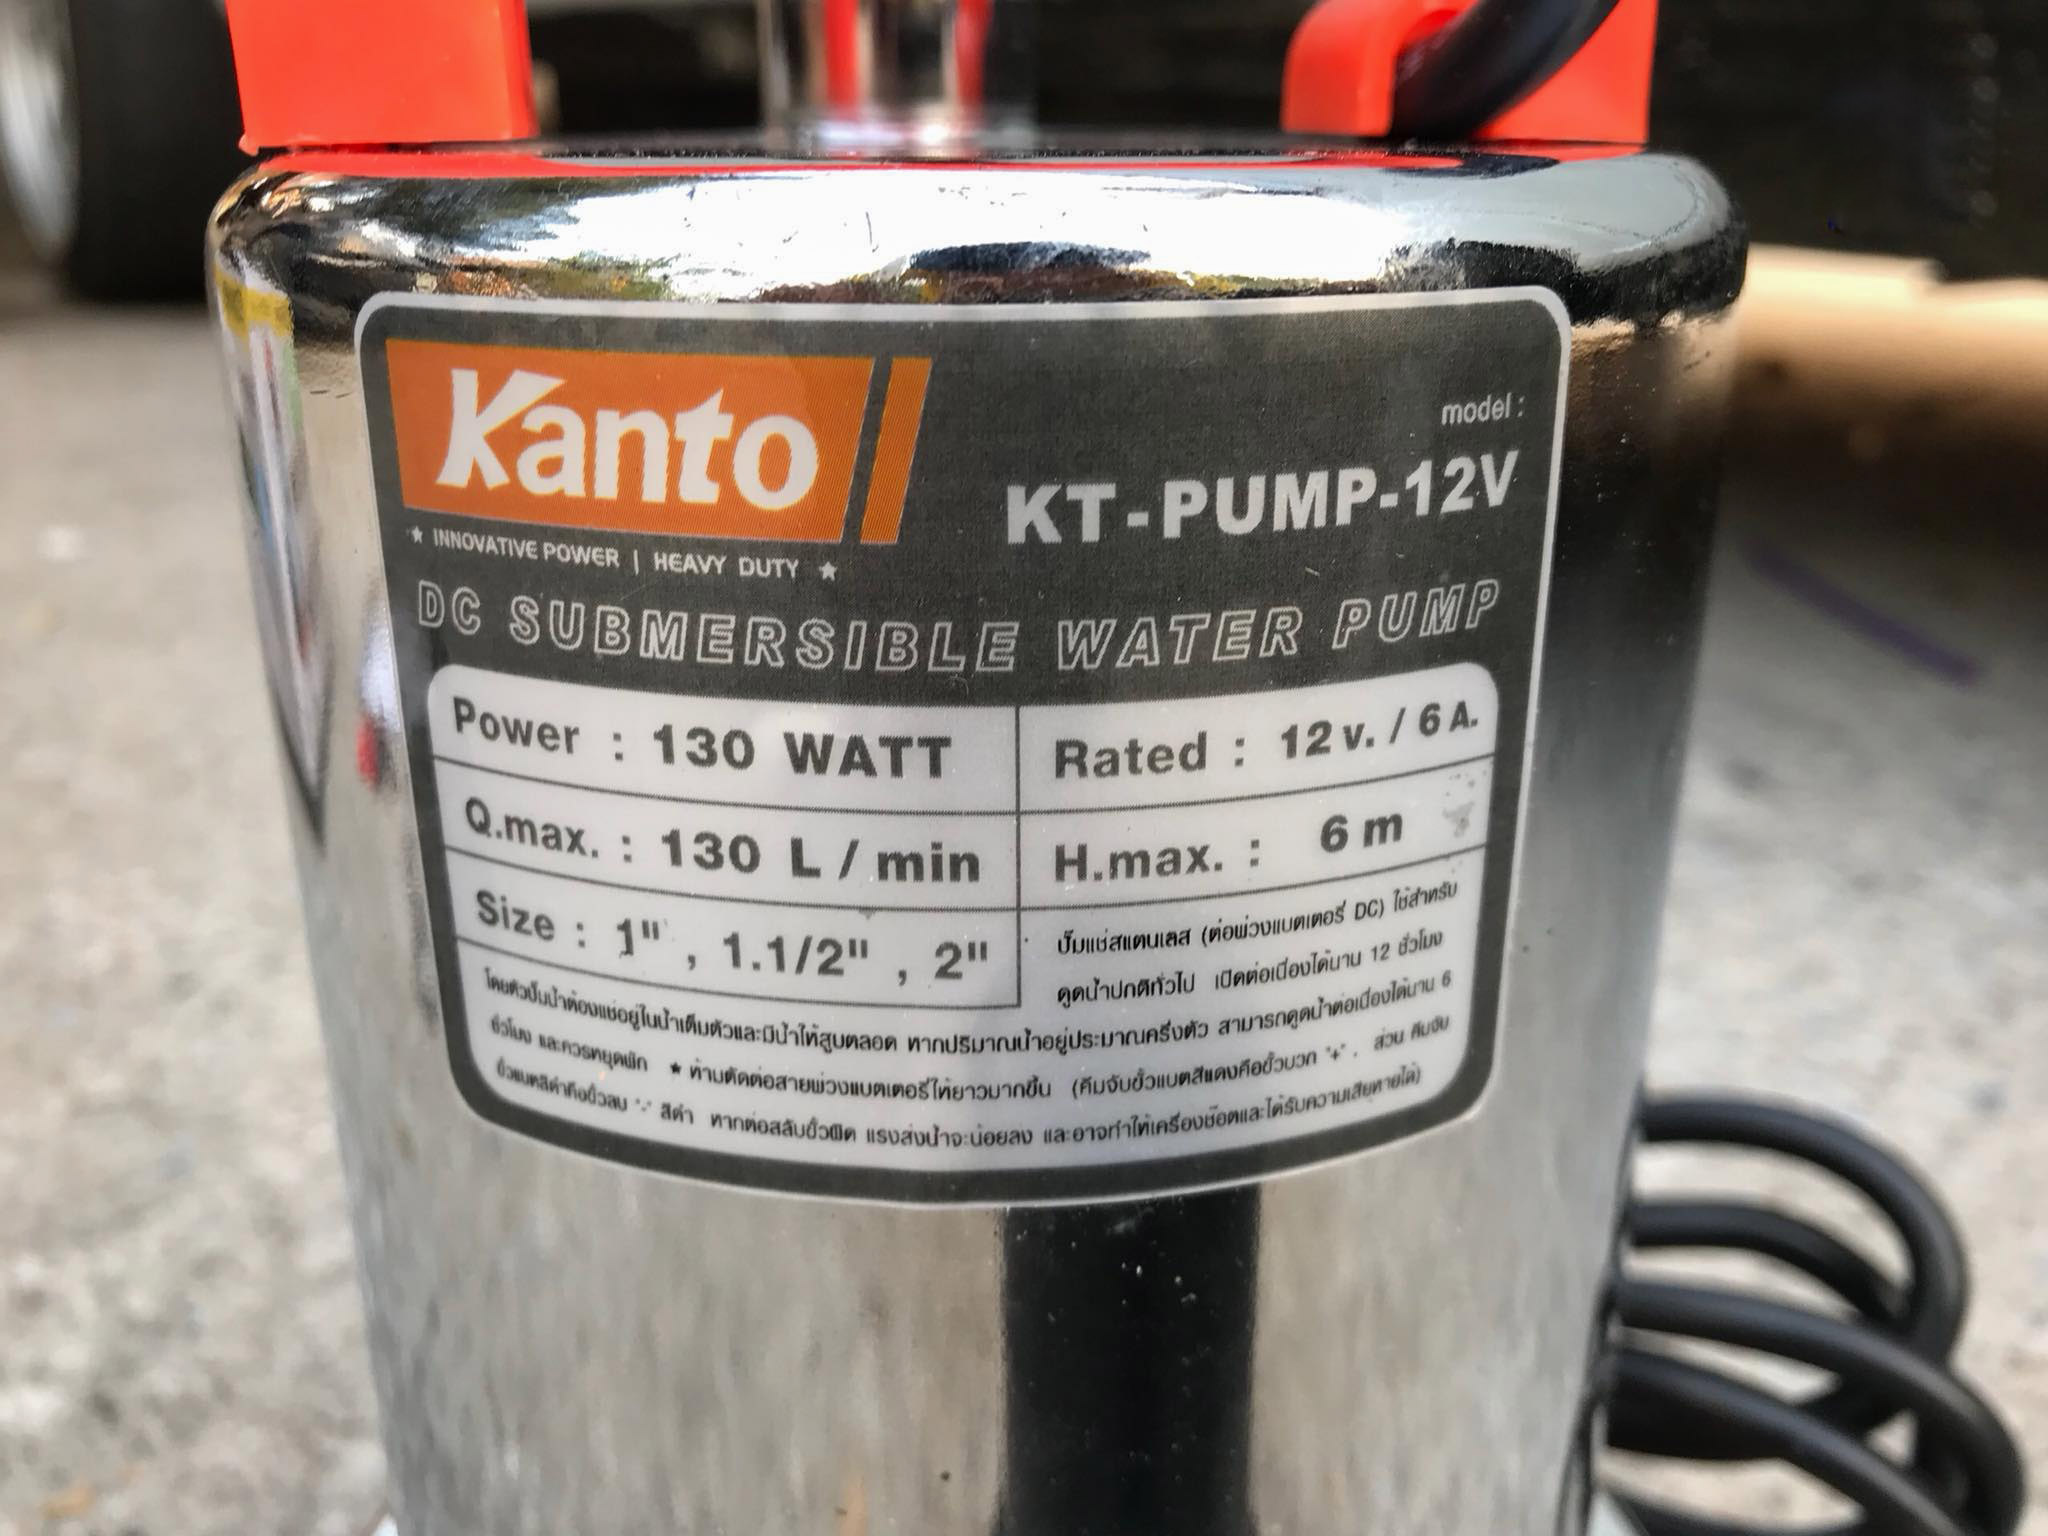 Kanto
★ INNOVATIVE POWER | HEAVY DUTY ★
model :
KT-PUMP-12V
DC SUBMERSIBLE WATER PUMP
Power : 130 WATT
Rated : 12 v. / 6 A.
Q.max. : 130 L / min
H.max. : 6 m
Size : 1" , 1.1/2" , 2"
ปั๊มแช่สแตนเลส (ต่อพ่วงแบตเตอรี่ DC) ใช้สำหรับ
ดูดน้ำปกติทั่วไป เปิดต่อเนื่องได้นาน 12 ชั่วโมง
โดยตัวปั๊มน้ำต้องแช่อยู่ในน้ำเต็มตัวและมีน้ำให้สูบตลอด หากปริมาณน้ำอยู่ประมาณครึ่งตัว สามารถดูดน้ำต่อเนื่องได้นาน 6
ชั่วโมง และควรหยุดพัก ★ ห้ามตัดต่อสายพ่วงแบตเตอรี่ให้ยาวมากขึ้น (คีมจับขั้วแบตสีแดงคือขั้วบวก "+" , ส่วน คีมจับ
ขั้วแบตสีดำคือขั้วลบ "-" สีดำ หากต่อสลับขั้วผิด แรงส่งน้ำจะน้อยลง และอาจทำให้เครื่องช๊อตและได้รับความเสียหายได้)